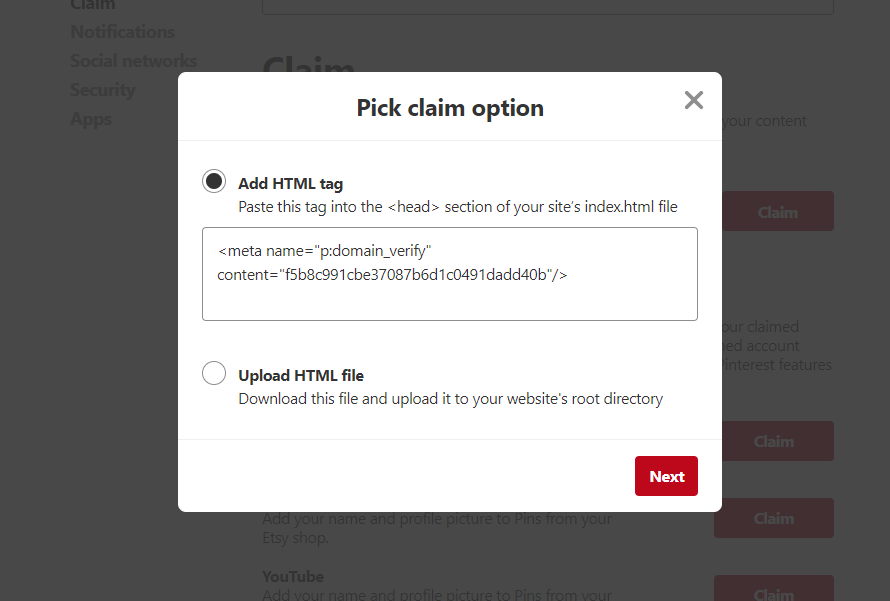 Claim
Notifications
Social networks
Security
Apps
Claim
Pick claim option
your content
Add HTML tag
Paste this tag into the <head> section of your site's index.html file
Claim
<meta name="p:domain_verify"
content="f5b8c991cbe37087b6d1c0491dadd40b"/>
our claimed
ed account
Pinterest features
Upload HTML file
Download this file and upload it to your website's root directory
Claim
Next
Add your name and profile picture to Pins from your
Etsy shop.
Claim
YouTube
Add your name and profile picture to Pins from your
Claim